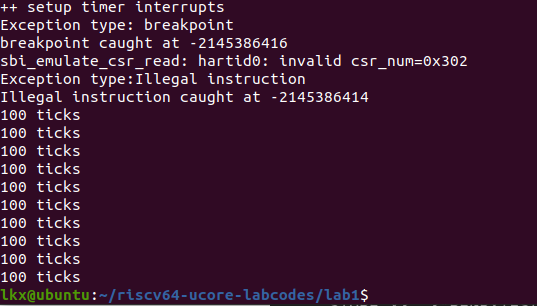 ++ setup timer interrupts
Exception type: breakpoint
breakpoint caught at -2145386416
sbi_emulate_csr_read: hartid0: invalid csr_num=0x302
Exception type:Illegal instruction
Illegal instruction caught at -2145386414
100 ticks
100 ticks
100 ticks
100 ticks
100 ticks
100 ticks
100 ticks
100 ticks
100 ticks
100 ticks
lkx@ubuntu:~/riscv64-ucore-labcodes/lab1$